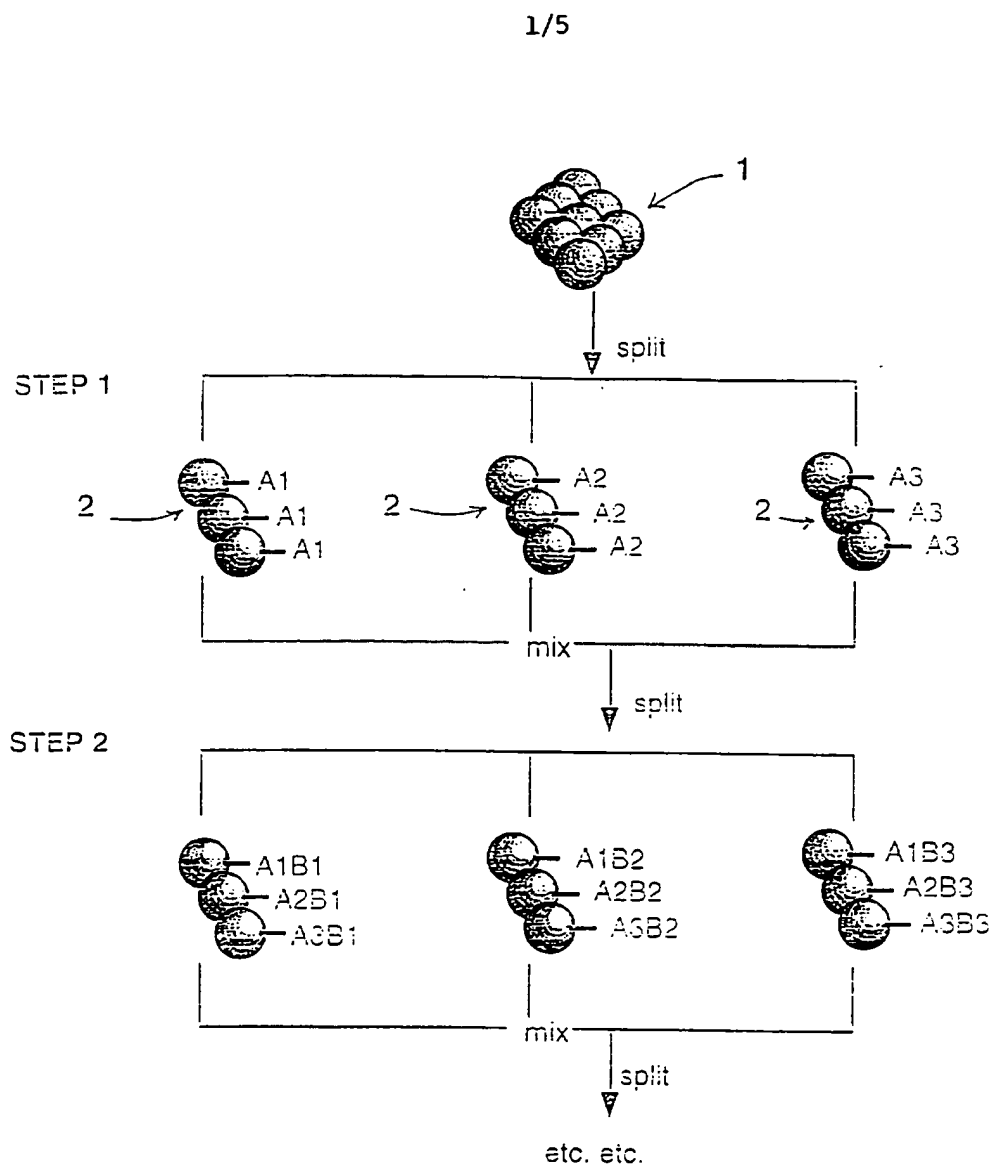 1/5
1
split
STEP 1
A1
A1
A1
2
A2
A2
A2
2
A3
A3
A3
2
mix
split
STEP 2
A1B1
A2B1
A3B1
A1B2
A2B2
A3B2
A1B3
A2B3
A3B3
mix
split
etc. etc.